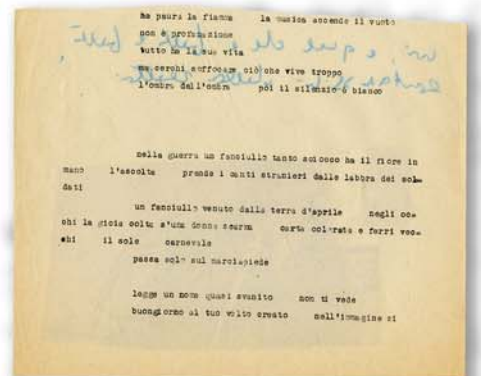 ha paura la fiamma la musica accende il vuoto
non è profanazione
tutto ha la sua vita
ma cerchi soffocare ciò che vive troppo
l'ombra dell'ombra poi il silenzio è bianco
nella guerra un fanciullo tanto sciocco ha il fiore in
mano l'ascolta prende i canti stranieri dalle labbra dei sol=
dati
un fanciullo venuto dalla terra d'aprile negli oc=
chi la gioia colta s'una donna scarna carta colorata e ferri vec=
chi il sole carnevale
passa solo sul marciapiede
legge un nome quasi svanito non ti vede
buongiorno al tuo volto creato nell'immagine si